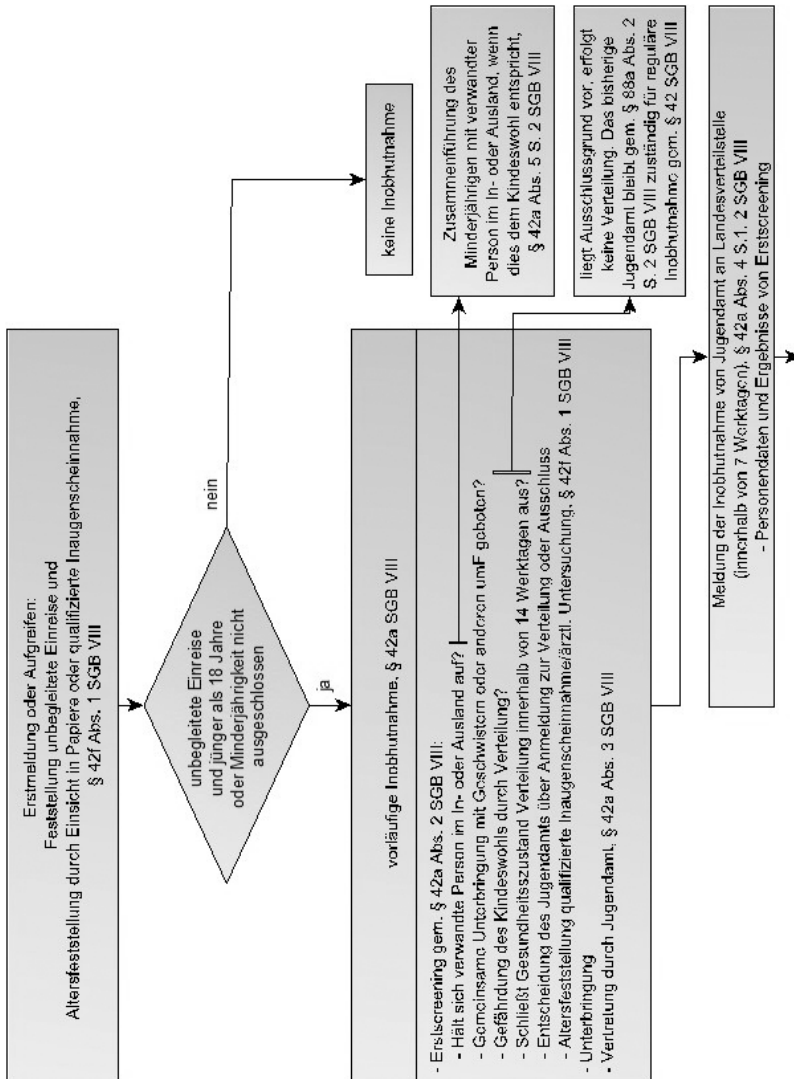 Erstmeldung oder Aufgreifen:
Feststellung unbegleitete Einreise und
Altersfeststellung durch Einsicht in Papiere oder qualifizierte Inaugenscheinnahme,
§ 42f Abs. 1 SGB VIII
unbegleitete Einreise
und jünger als 18 Jahre
oder Minderjährigkeit nicht
ausgeschlossen
nein
keine Inobhutnahme
ja
vorläufige Inobhutnahme, § 42a SGB VIII
- Erstscreening gem. § 42a Abs. 2 SGB VIII:
- Hält sich verwandte Person im In- oder Ausland auf?
- Gemeinsame Unterbringung mit Geschwistern oder anderen umF geboten?
- Gefährdung des Kindeswohls durch Verteilung?
- Schließt Gesundheitszustand Verteilung innerhalb von 14 Werktagen aus?
- Entscheidung des Jugendamts über Anmeldung zur Verteilung oder Ausschluss
- Altersfeststellung qualifizierte Inaugenscheinnahme/ärztl. Untersuchung, § 42f Abs. 1 SGB VIII
- Unterbringung
- Vertretung durch Jugendamt, § 42a Abs. 3 SGB VIII
Zusammenführung des
Minderjährigen mit verwandter
Person im In- oder Ausland, wenn
dies dem Kindeswohl entspricht,
§ 42a Abs. 5 S. 2 SGB VIII
liegt Ausschlussgrund vor, erfolgt
keine Verteilung. Das bisherige
Jugendamt bleibt gem. § 88a Abs. 2
S. 2 SGB VIII zuständig für reguläre
Inobhutnahme gem. § 42 SGB VIII
Meldung der Inobhutnahme von Jugendamt an Landesverteilstelle
(innerhalb von 7 Werktagen), § 42a Abs. 4 S.1, 2 SGB VIII
- Personendaten und Ergebnisse von Erstscreening